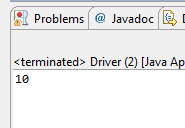 Problems @ Javadoc D
<terminated> Driver (2) [Java Ap
10